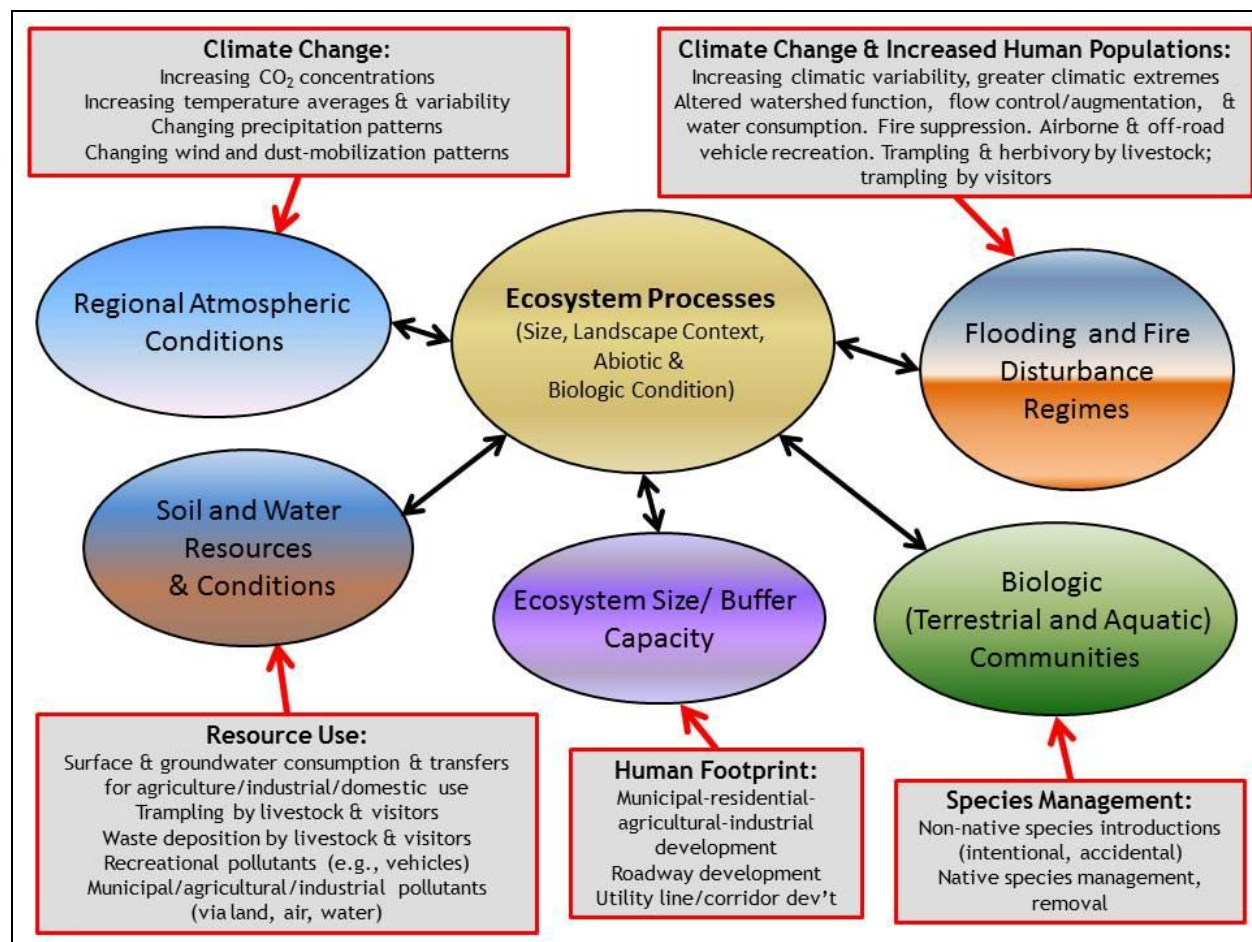 Climate Change:
Increasing CO₂ concentrations
Increasing temperature averages & variability
Changing precipitation patterns
Changing wind and dust-mobilization patterns
Climate Change & Increased Human Populations:
Increasing climatic variability, greater climatic extremes
Altered watershed function, flow control/augmentation, &
water consumption. Fire suppression. Airborne & off-road
vehicle recreation. Trampling & herbivory by livestock;
trampling by visitors
Regional Atmospheric
Conditions
Ecosystem Processes
(Size, Landscape Context,
Abiotic &
Biologic Condition)
Flooding and Fire
Disturbance
Regimes
Soil and Water
Resources
& Conditions
Ecosystem Size/ Buffer
Capacity
Biologic
(Terrestrial and Aquatic)
Communities
Resource Use:
Surface & groundwater consumption & transfers
for agriculture/industrial/domestic use
Trampling by livestock & visitors
Waste deposition by livestock & visitors
Recreational pollutants (e.g., vehicles)
Municipal/agricultural/industrial pollutants
(via land, air, water)
Human Footprint:
Municipal-residential-
agricultural-industrial
development
Roadway development
Utility line/corridor dev't
Species Management:
Non-native species introductions
(intentional, accidental)
Native species management,
removal